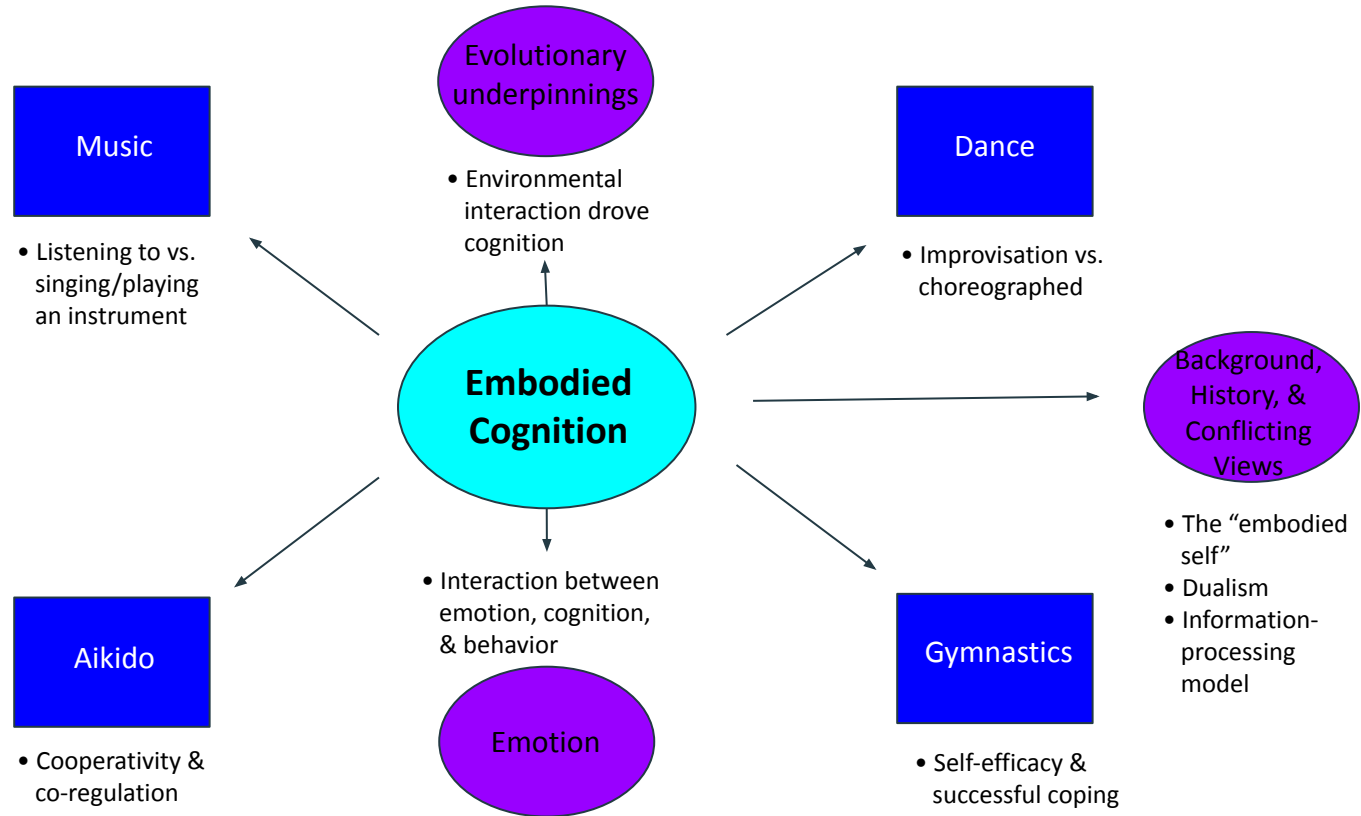 Evolutionary
underpinnings
• Environmental
interaction drove
cognition
Music
• Listening to vs.
singing/playing
an instrument
Dance
• Improvisation vs.
choreographed
Embodied
Cognition
Background,
History, &
Conflicting
Views
• The “embodied
self”
• Dualism
• Information-
processing
model
Aikido
• Cooperativity &
co-regulation
• Interaction between
emotion, cognition,
& behavior
Emotion
Gymnastics
• Self-efficacy &
successful coping